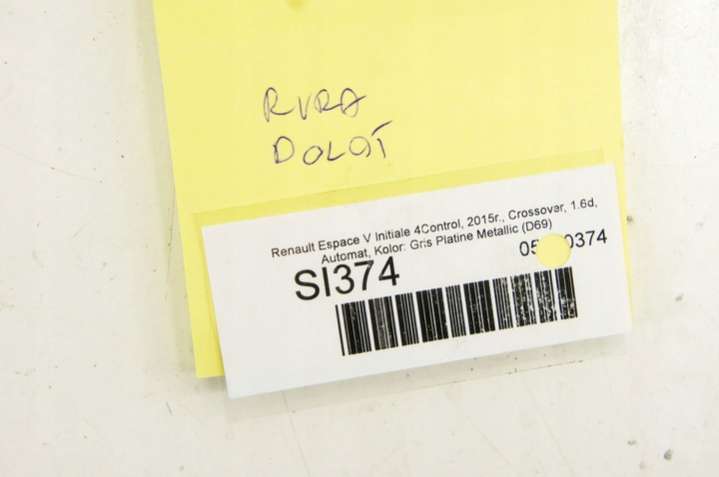 RURA
DOLOT
Renault Espace V Initiale 4Control, 2015r., Crossover, 1.6d,
Automat, Kolor: Gris Platine Metallic (D69)
SI374